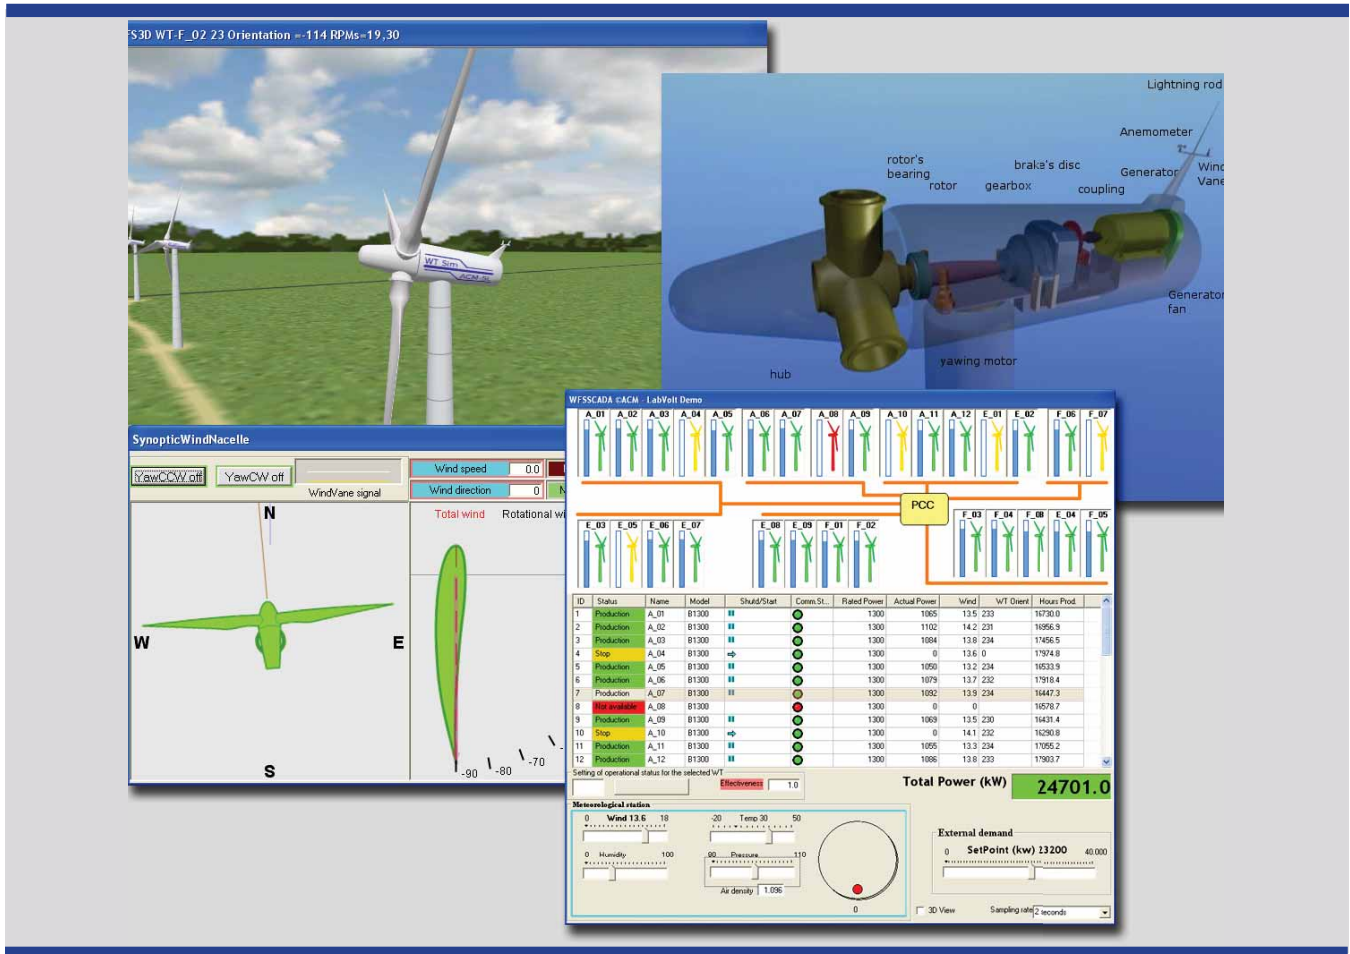 FS3D WT-F_02 23 Orientation =-114 RPMs=19,30
WT Sim
ACM-SL
Lightning rod
Anemometer
Wind
Vane
Generator
brake's disc
coupling
rotor's
bearing
rotor
gearbox
Generator
fan
yawing motor
hub
SynopticWindNacelle
YawCCW off
YawCW off
WindVane signal
Wind speed 0.0
Wind direction 0
N
W
E
S
Total wind Rotational wi
-90 -80 -70
WFSSCADA ©ACM - LabVolt Demo
A_01 A_02 A_03 A_04 A_05 A_06 A_07 A_08 A_09 A_10 A_11 A_12 E_01 E_02 F_06 F_07
PCC
E_03 E_05 E_06 E_07 E_08 E_09 F_01 F_02 F_03 F_04 F_08 E_04 F_05
ID Status Name Model Shutd/Start Comm.St... Rated Power Actual Power Wind WT Orient Hours Prod.
1 Production A_01 B1300 1300 1065 13.5 233 16730.0
2 Production A_02 B1300 1300 1102 14.2 231 16956.9
3 Production A_03 B1300 1300 1084 13.8 234 17456.5
4 Stop A_04 B1300 1300 0 13.6 0 17974.8
5 Production A_05 B1300 1300 1050 13.2 234 16533.9
6 Production A_06 B1300 1300 1079 13.7 232 17918.4
7 Production A_07 B1300 1300 1092 13.9 234 16447.3
8 Not available A_08 B1300 1300 0 0 16578.7
9 Production A_09 B1300 1300 1069 13.5 230 16431.4
10 Stop A_10 B1300 1300 0 14.1 232 16290.8
11 Production A_11 B1300 1300 1055 13.3 234 17055.2
12 Production A_12 B1300 1300 1086 13.8 233 17903.7
Setting of operational status for the selected WT
Effectiveness 1.0
Total Power (kW) 24701.0
Meteorological station
0 Wind 13.6 18
-20 Temp 30 50
0 Humidity 100
Pressure 110
Air density 1.096
0
External demand
0 SetPoint (kw) 23200 40.000
3D View
Sampling rate